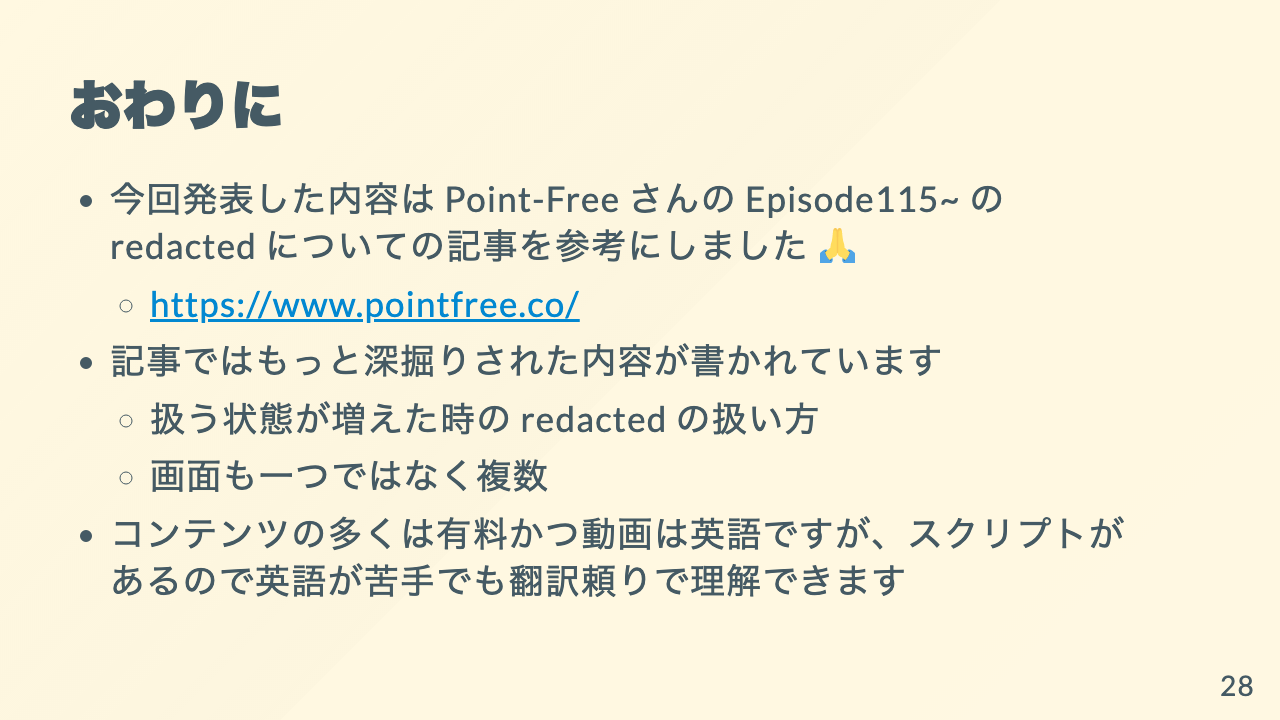 おわりに
• 今回発表した内容は Point-Free さんの Episode115~ の
redacted についての記事を参考にしました 🙏
○ https://www.pointfree.co/
• 記事ではもっと深掘りされた内容が書かれています
○ 扱う状態が増えた時の redacted の扱い方
○ 画面も一つではなく複数
• コンテンツの多くは有料かつ動画は英語ですが、スクリプトが
あるので英語が苦手でも翻訳頼りで理解できます
28